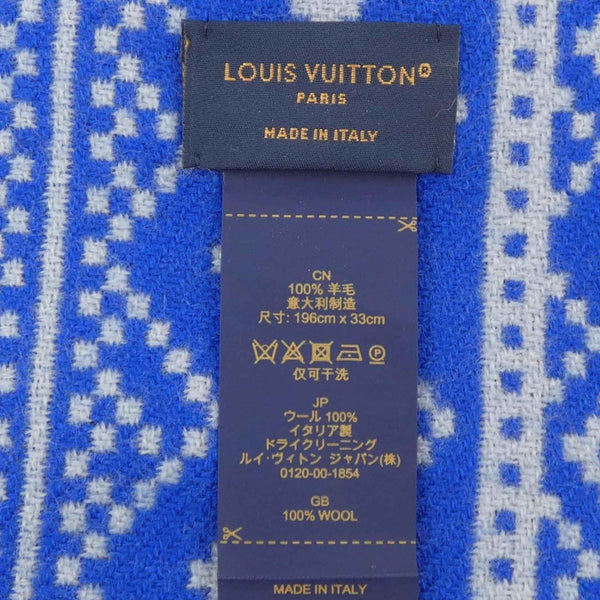 LOUIS VUITTON®
PARIS
MADE IN ITALY
CN
100% 羊毛
意大利制造
尺寸: 196cm x 33cm
P
仅可干洗
JP
ウール 100%
イタリア製
ドライクリーニング
ルイ·ヴィトン ジャパン(株)
0120-00-1854
GB
100% WOOL
MADE IN ITALY